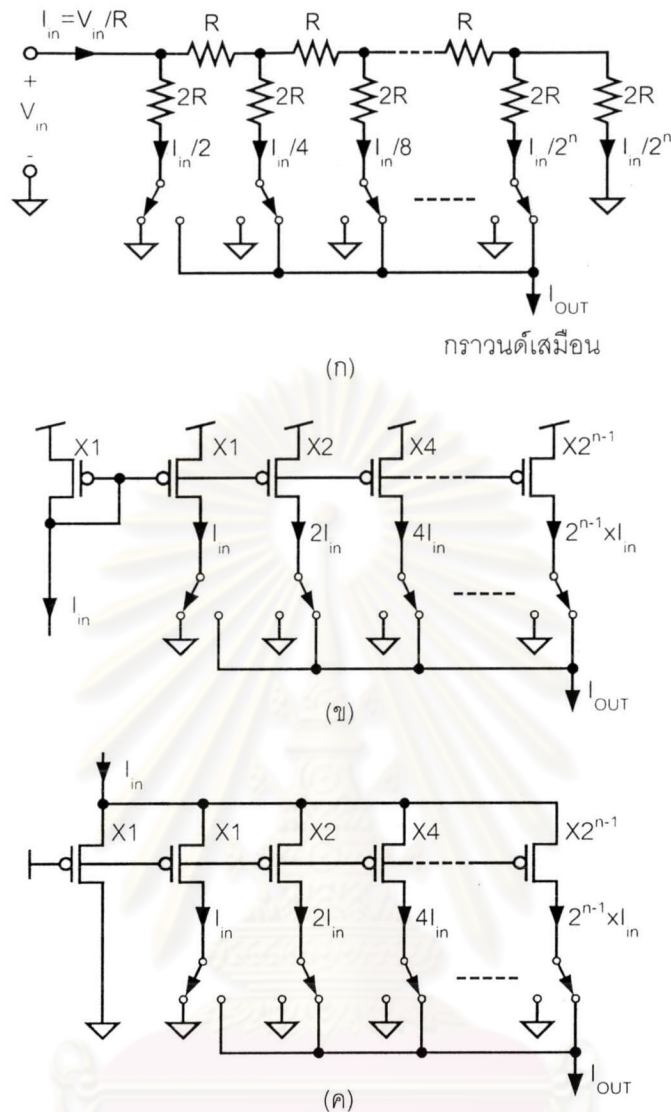 I_in=V_in/R
R R R
+
V_in
-
2R 2R 2R 2R 2R
I_in/2 I_in/4 I_in/8 I_in/2^n I_in/2^n
I_OUT
กราวนด์เสมือน
(ก)
X1 X1 X2 X4 X2^n-1
I_in 2I_in 4I_in 2^n-1xI_in
I_in
I_OUT
(ข)
I_in
X1 X1 X2 X4 X2^n-1
I_in 2I_in 4I_in 2^n-1xI_in
I_OUT
(ค)